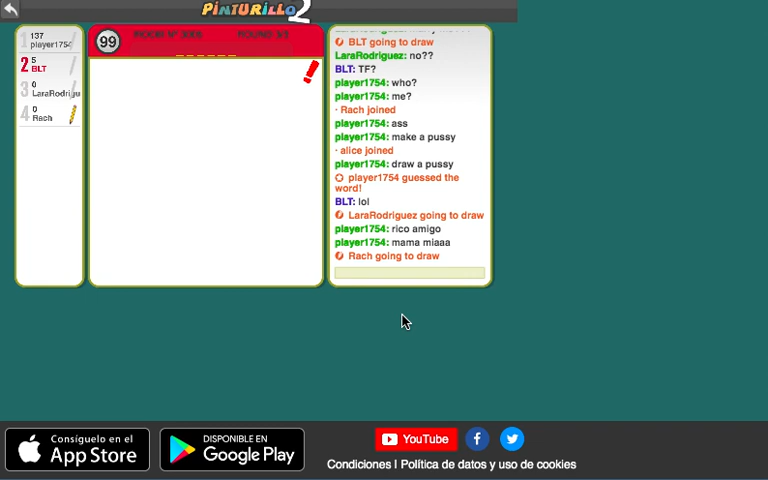 PINTURILLO 2
1 137
player1754
2 5
BLT
3 0
LaraRodrigu
4 0
Rach
99
_ _ _ _ _ _
BLT going to draw
LaraRodriguez: no??
BLT: TF?
player1754: who?
player1754: me?
· Rach joined
player1754: ass
player1754: make a pussy
· alice joined
player1754: draw a pussy
player1754 guessed the
word!
BLT: lol
LaraRodriguez going to draw
player1754: rico amigo
player1754: mama miaaa
Rach going to draw
Consíguelo en el
App Store
DISPONIBLE EN
Google Play
YouTube
Condiciones | Política de datos y uso de cookies